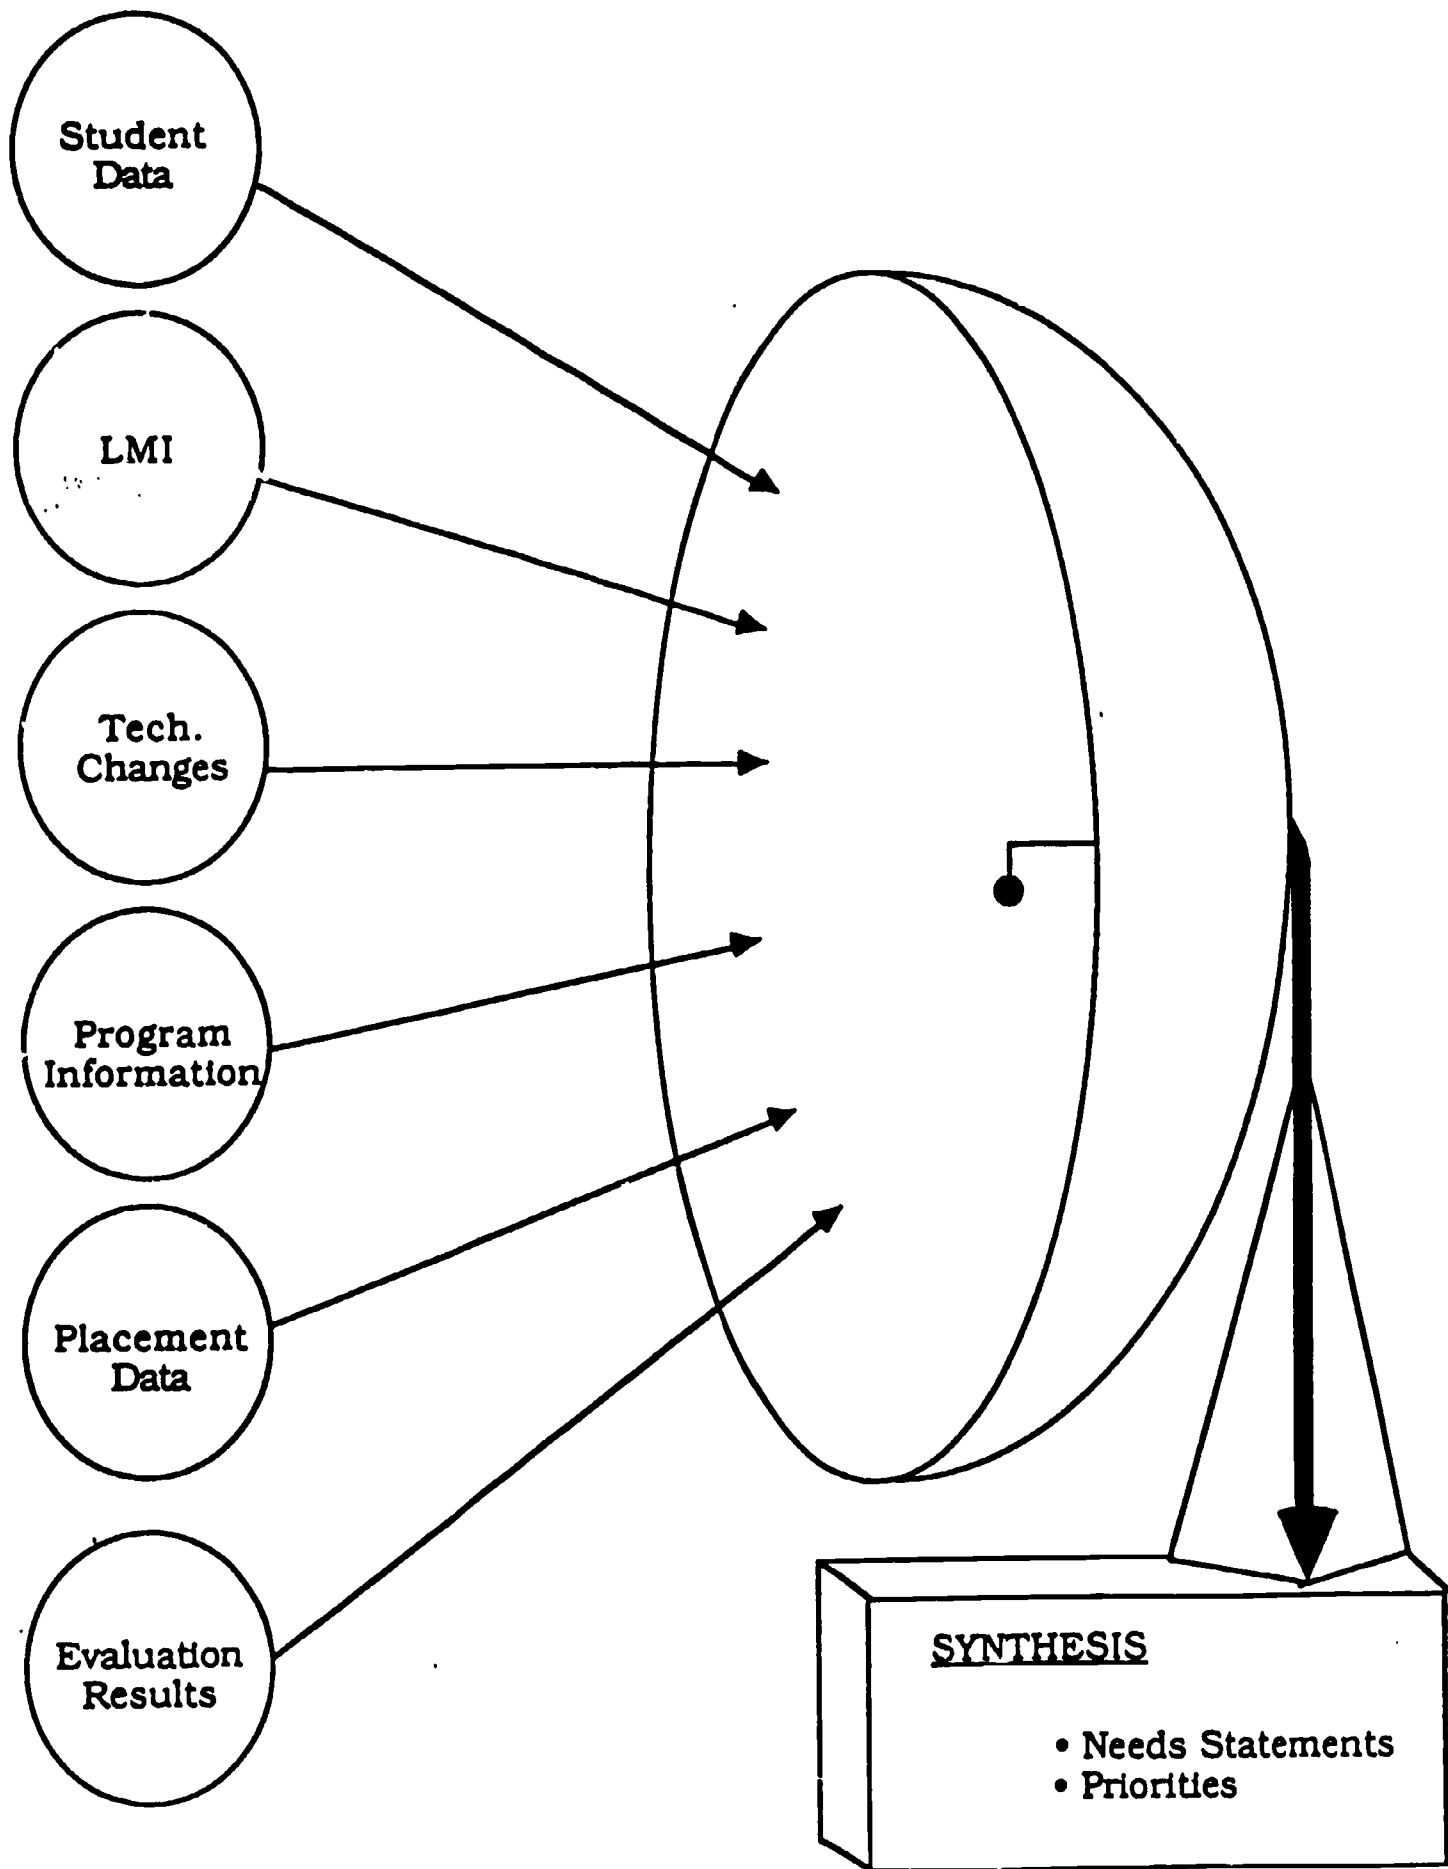 Student
Data
LMI
Tech.
Changes
Program
Information
Placement
Data
Evaluation
Results
SYNTHESIS
• Needs Statements
• Priorities